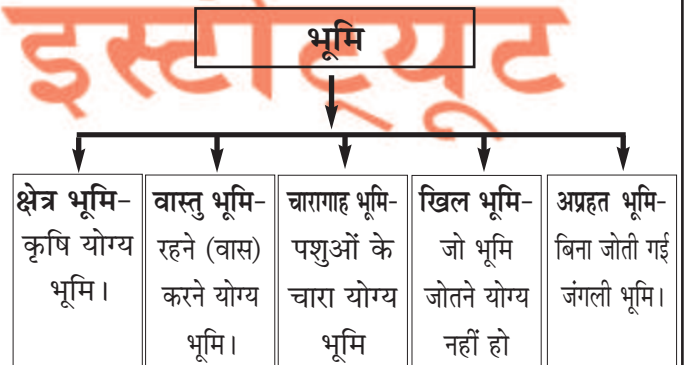 इस्टीट्यूट
भूमि
क्षेत्र भूमि-
कृषि योग्य
भूमि।
वास्तु भूमि-
रहने (वास)
करने योग्य
भूमि।
चारागाह भूमि-
पशुओं के
चारा योग्य
भूमि
खिल भूमि-
जो भूमि
जोतने योग्य
नहीं हो
अप्रहत भूमि-
बिना जोती गई
जंगली भूमि।